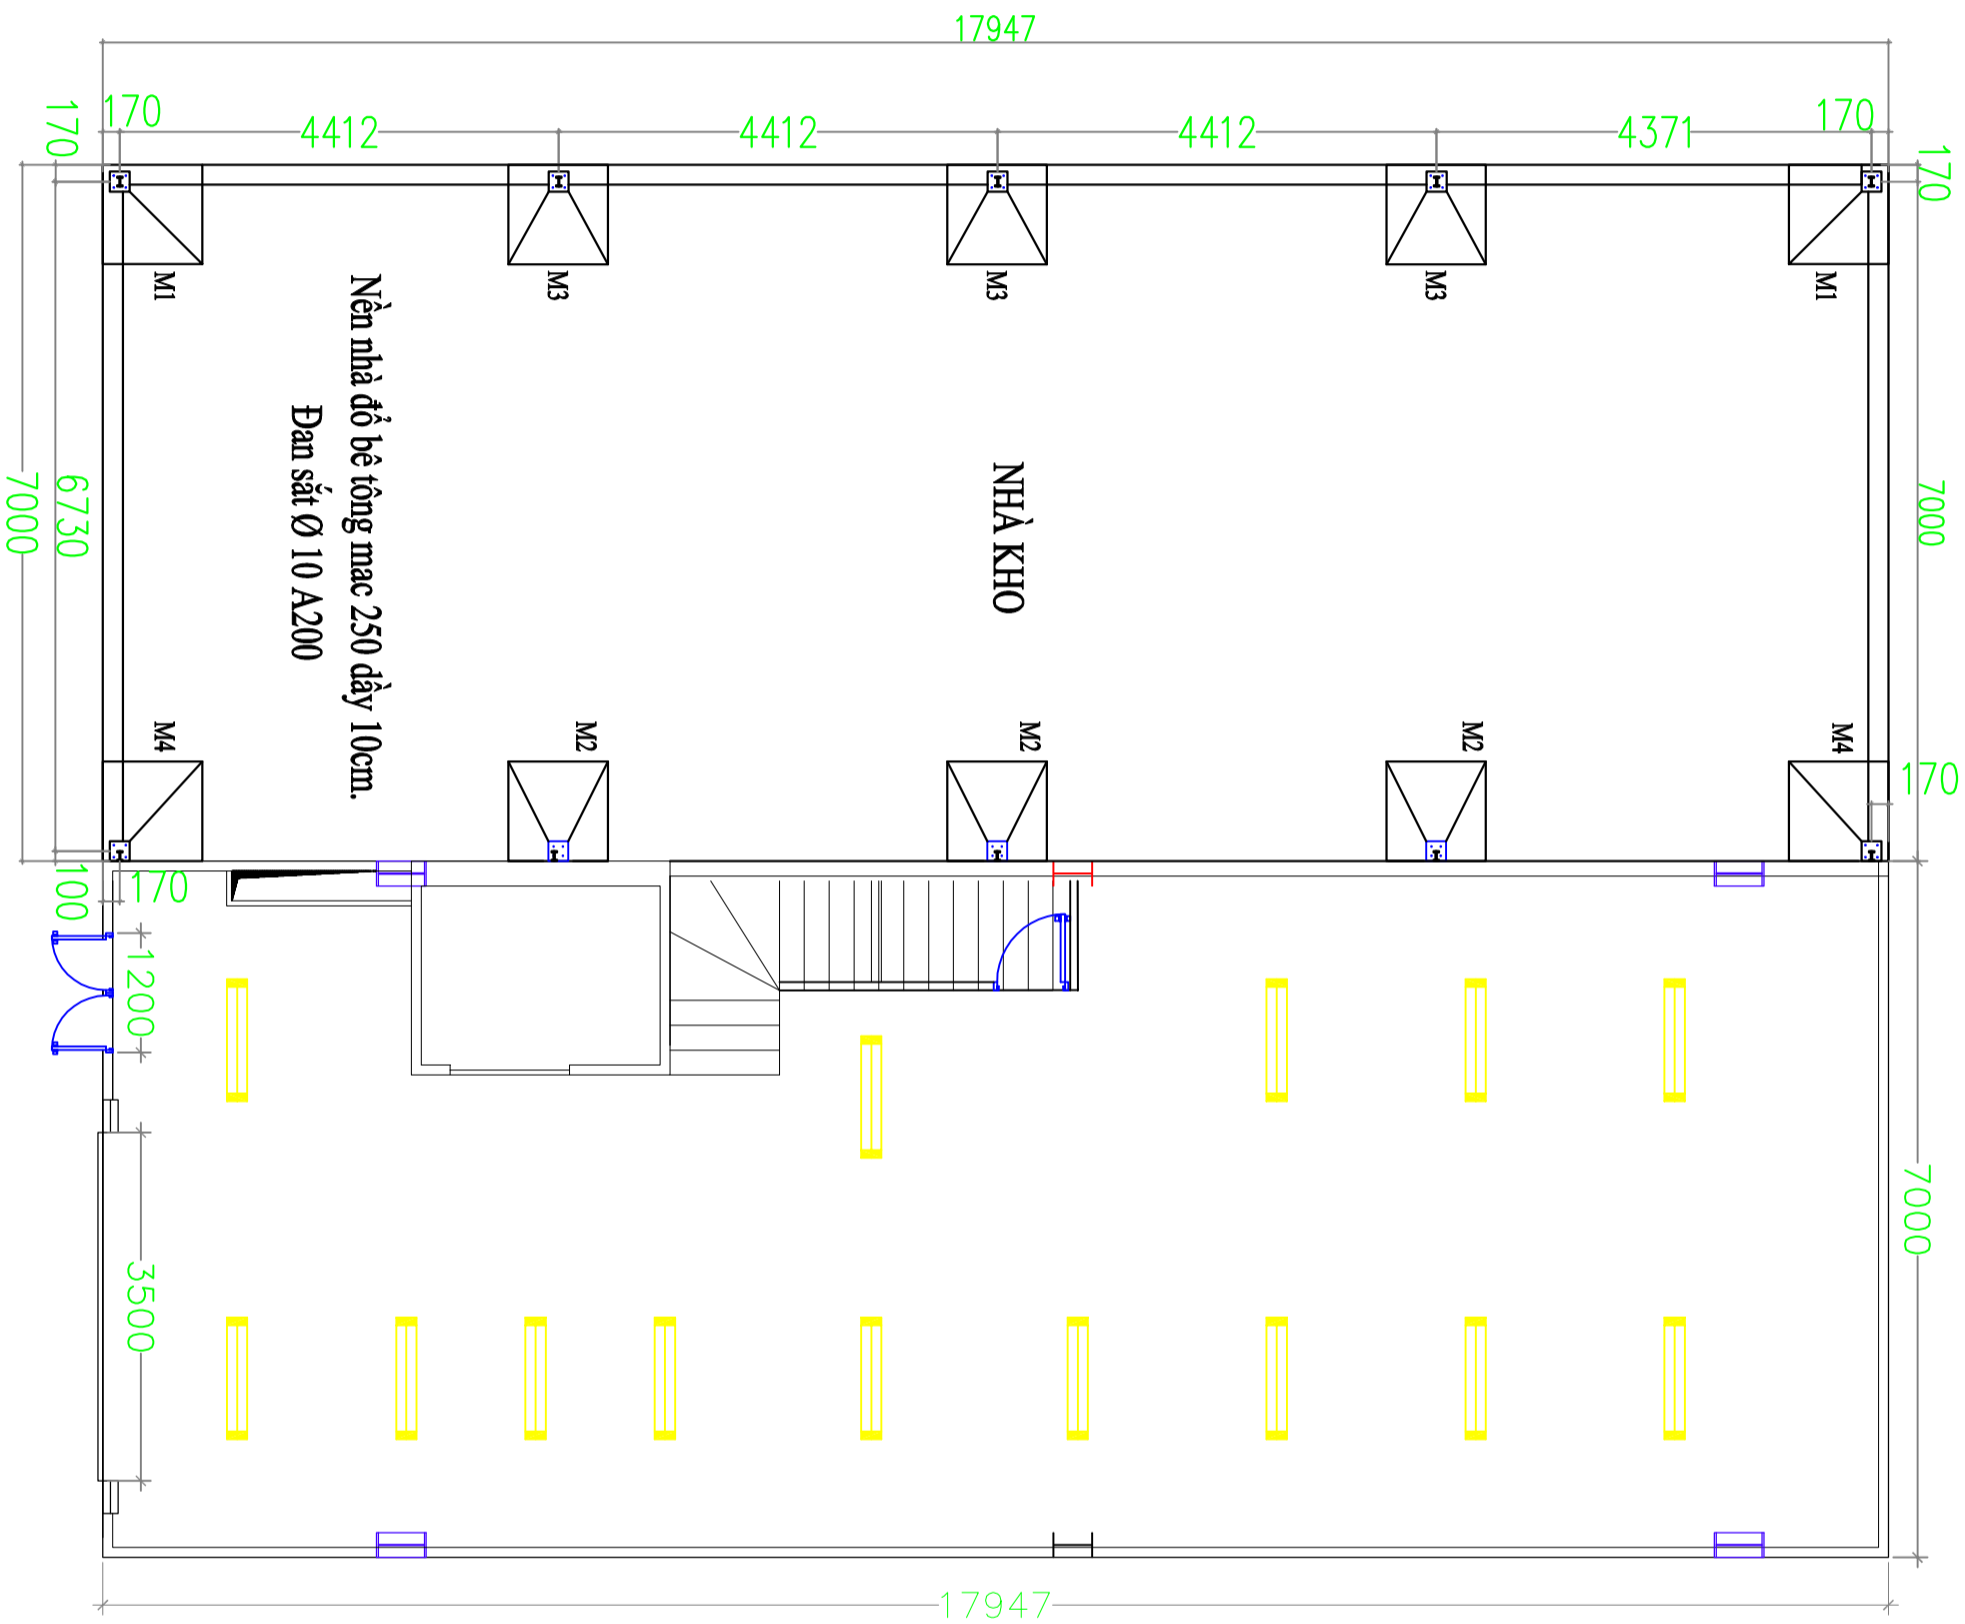 17947
170
4412
4412
4412
4371
170
170
170
M1
M3
M3
M3
M1
Nền nhà đổ bê tông mac 250 dầy 10cm.
Đan sắt Ø 10 A200
NHÀ KHO
7000
6730
7000
M4
M2
M2
M2
M4
170
100
170
1200
3500
7000
17947